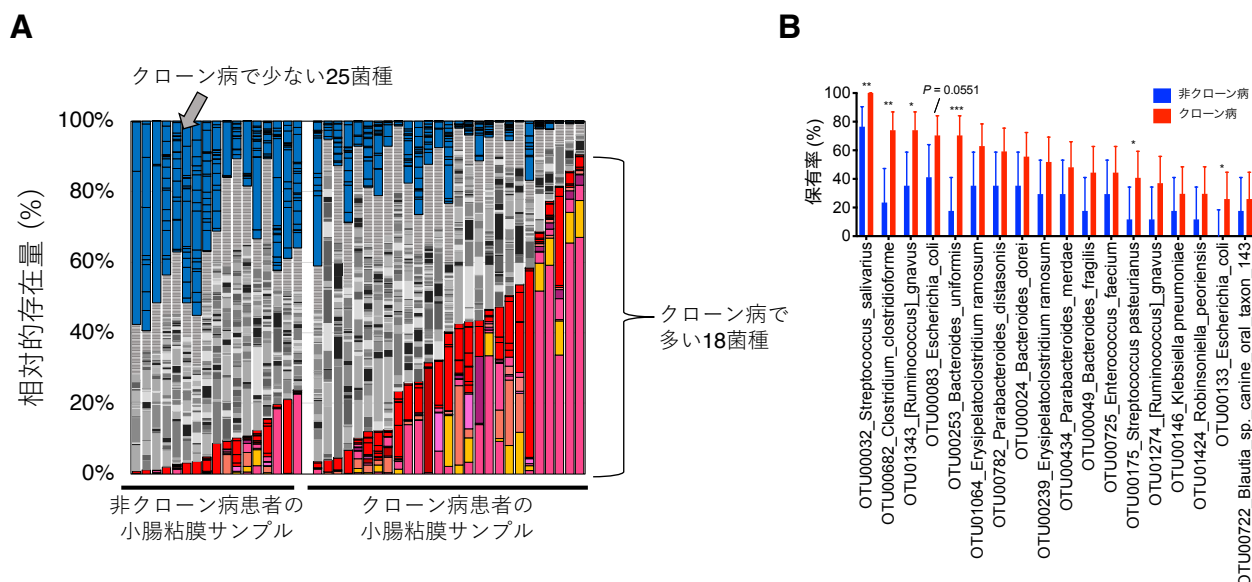 A
クローン病で少ない25菌種
相対的存在量 (%)
100%
80%
60%
40%
20%
0%
クローン病で
多い18菌種
非クローン病患者の
小腸粘膜サンプル
クローン病患者の
小腸粘膜サンプル
B
保有率 (%)
100
80
60
40
20
0
**
**
*
P = 0.0551
***
*
*
非クローン病
クローン病
OTU00032_Streptococcus_salivarius
OTU00682_Clostridium_clostridioforme
OTU01343_[Ruminococcus]_gnavus
OTU00083_Escherichia_coli
OTU00253_Bacteroides_uniformis
OTU01064_Erysipelatoclostridium ramosum
OTU00782_Parabacteroides_distasonis
OTU00024_Bacteroides_dorei
OTU00239_Erysipelatoclostridium ramosum
OTU00434_Parabacteroides_merdae
OTU00049_Bacteroides_fragilis
OTU00725_Enterococcus_faecium
OTU00175_Streptococcus pasteurianus
OTU01274_[Ruminococcus]_gnavus
OTU00146_Klebsiella pneumoniae
OTU01424_Robinsoniella_peoriensis
OTU00133_Escherichia_coli
OTU00722_Blautia_sp._canine_oral_taxon_143